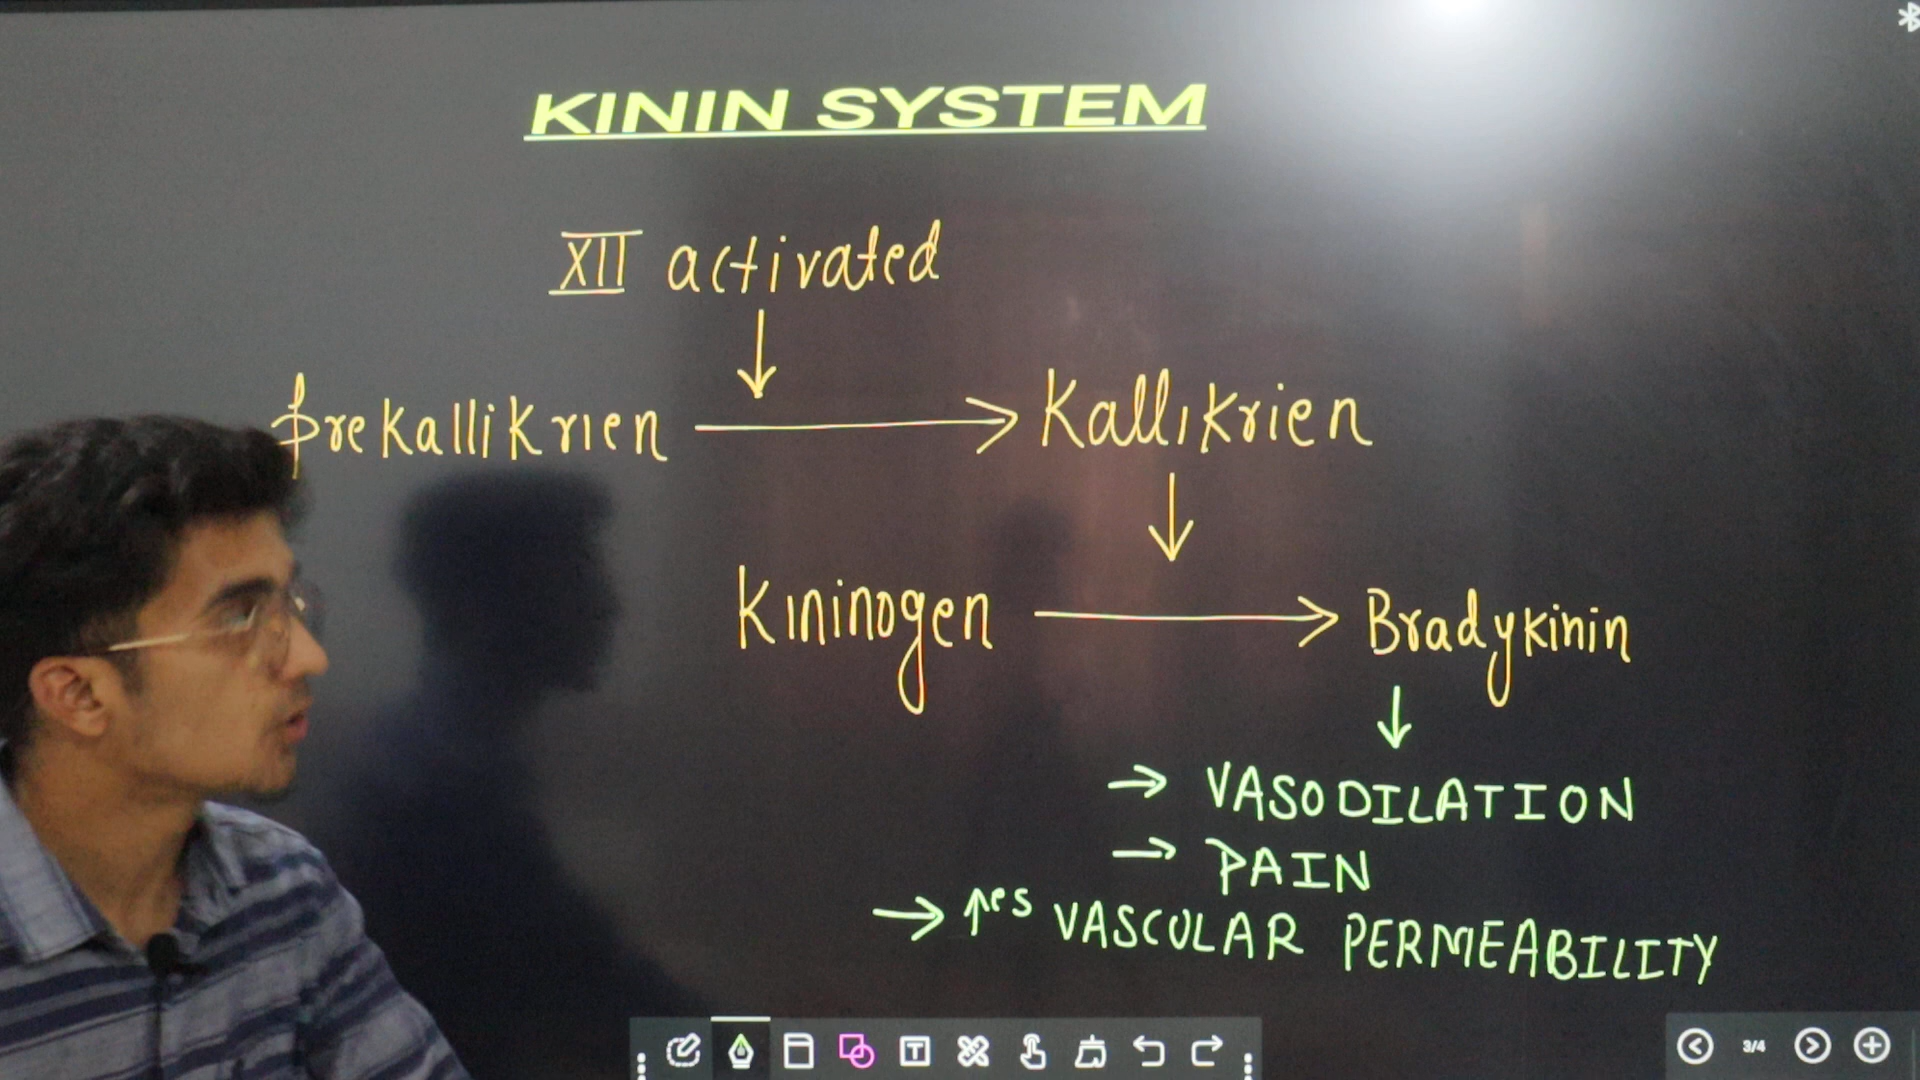 KININ SYSTEM
XII activated
↓
prekallikrien → Kallikrien
↓
Kininogen → Bradykinin
↓
→ VASODILATION
→ PAIN
→ ↑es VASCULAR PERMEABILITY
T
3/4